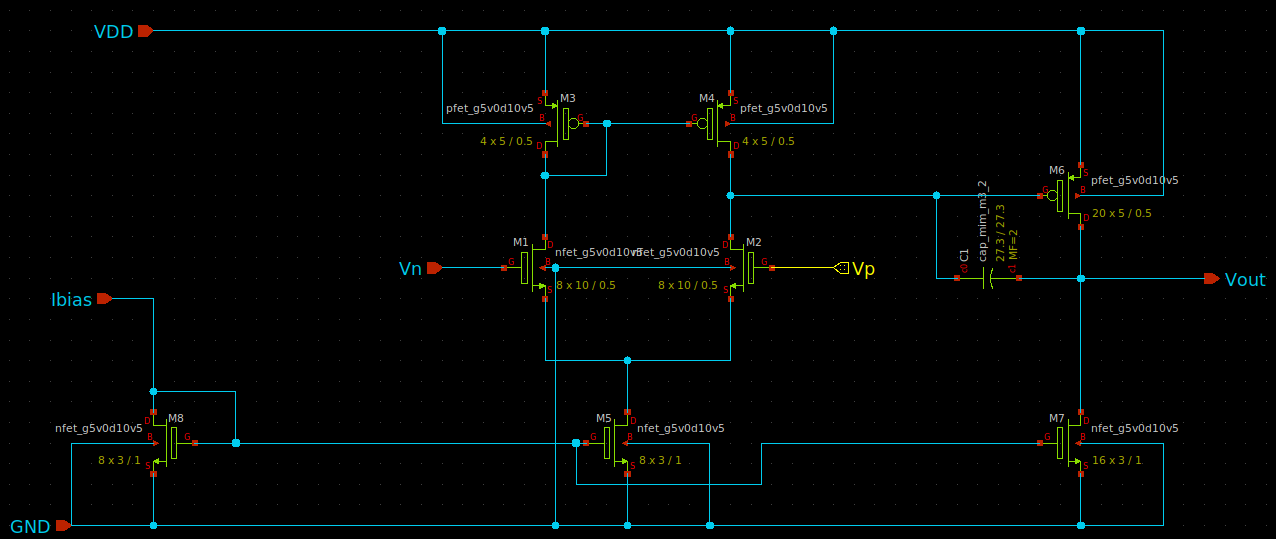 VDD
S
M3
pfet_g5v0d10v5
B
G
4 x 5 / 0.5
D
M4
S
pfet_g5v0d10v5
G
B
4 x 5 / 0.5
D
M6
S
pfet_g5v0d10v5
G
B
20 x 5 / 0.5
D
C1
cap_mim_m3_2
27.3 / 27.3
MF=2
c0
c1
Vn
M1
D
nfet_g5v0d10v5
G
B
8 x 10 / 0.5
S
M2
D
nfet_g5v0d10v5
B
G
8 x 10 / 0.5
S
Vp
Vout
Ibias
M8
D
nfet_g5v0d10v5
B
G
8 x 3 / 1
S
M5
D
nfet_g5v0d10v5
G
B
8 x 3 / 1
S
M7
D
nfet_g5v0d10v5
G
B
16 x 3 / 1
S
GND